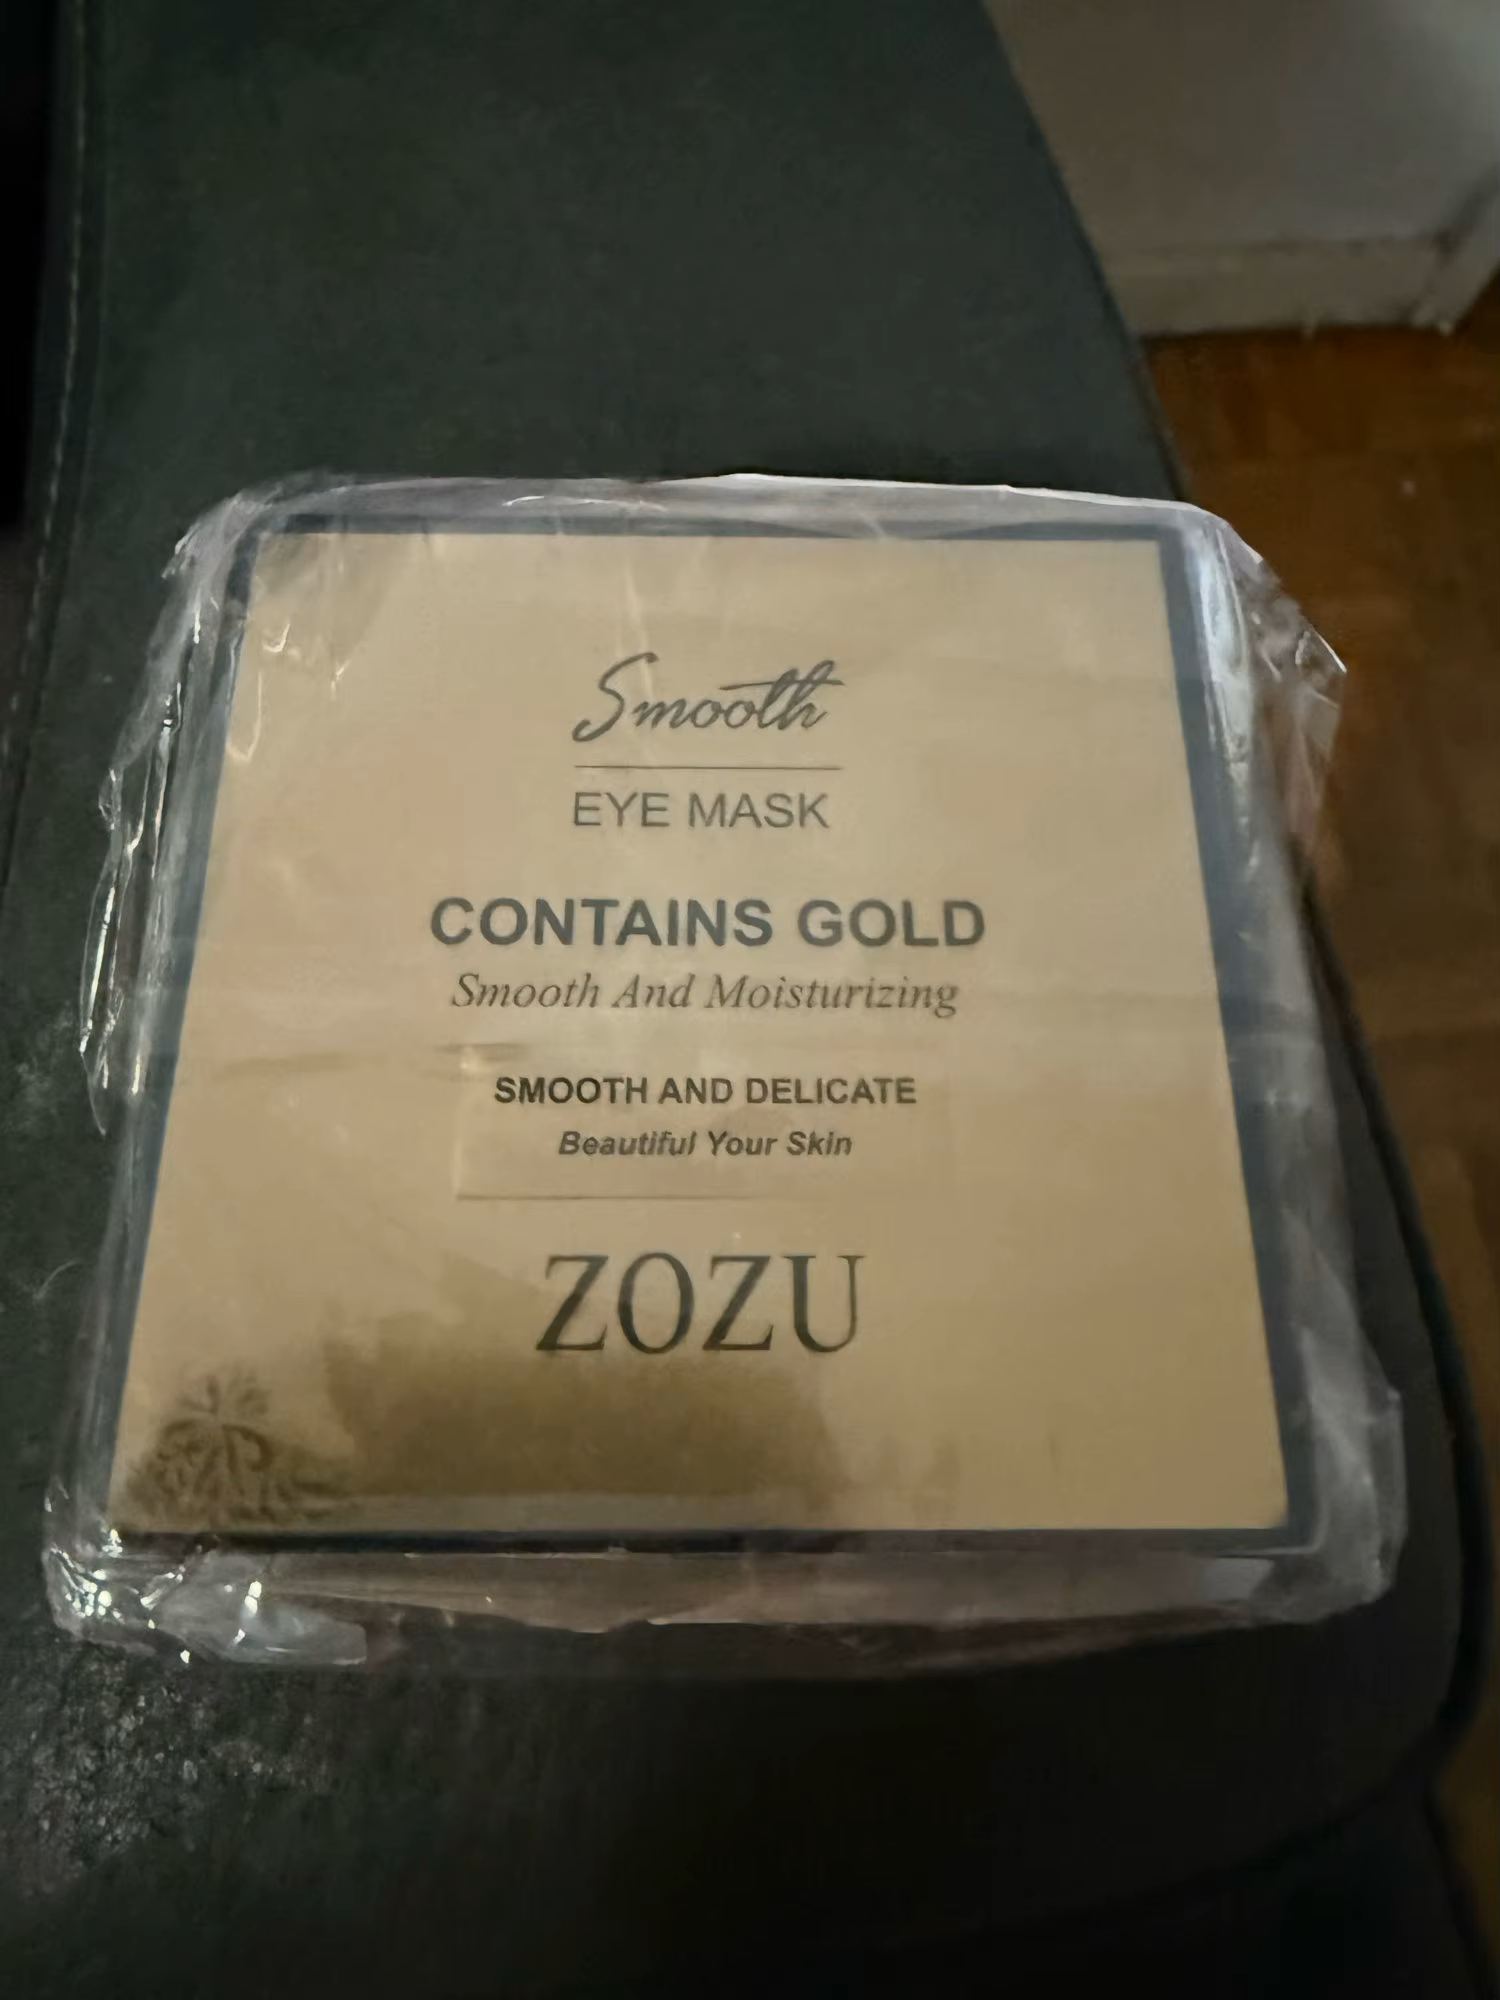 Smooth
EYE MASK
CONTAINS GOLD
Smooth And Moisturizing
SMOOTH AND DELICATE
Beautiful Your Skin
ZOZU